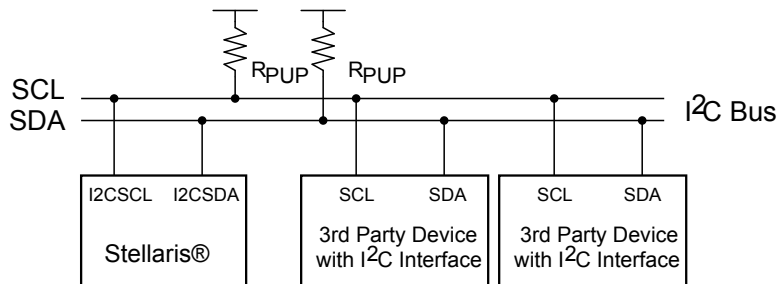 RPUP RPUP
SCL
SDA
I²C Bus
I2CSCL I2CSDA SCL SDA SCL SDA
Stellaris®
3rd Party Device
with I²C Interface
3rd Party Device
with I²C Interface